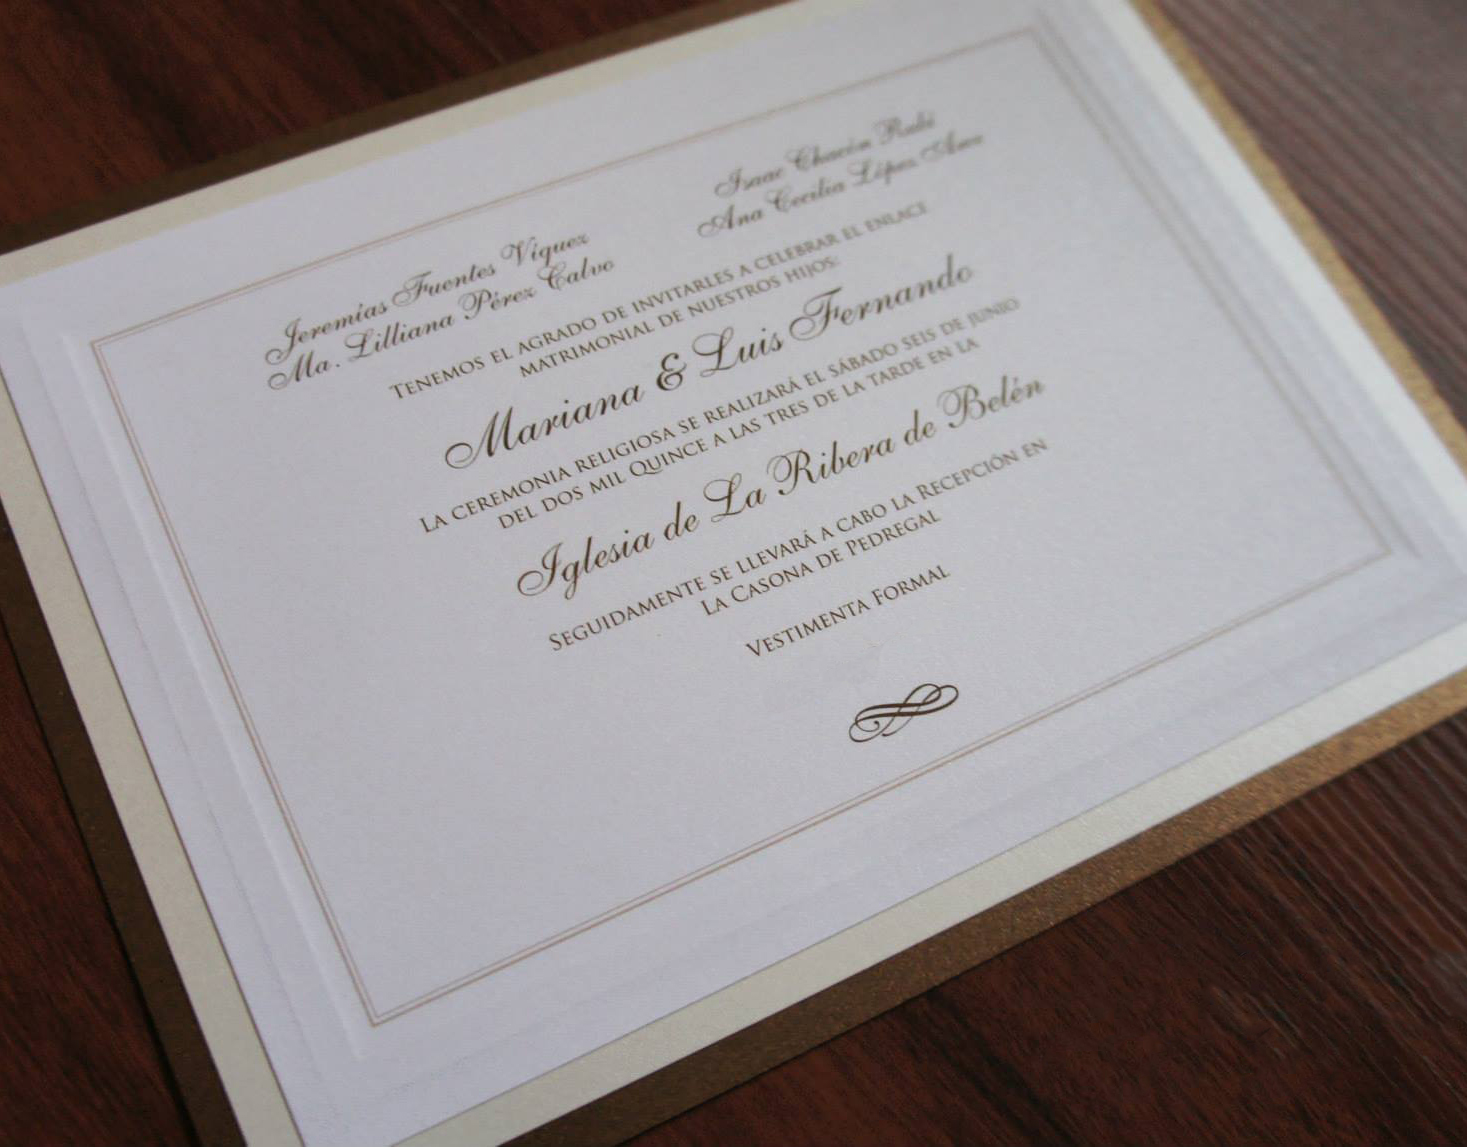 Jeremías Fuentes Víquez
Ma. Lilliana Pérez Calvo
Isaac Chacón
Ana Cecilia López
Tenemos el agrado de invitarles a celebrar el enlace
matrimonial de nuestros hijos:
Mariana & Luis Fernando
La ceremonia religiosa se realizará el sábado seis de junio
del dos mil Quince a las tres de la tarde en la
Iglesia de La Ribera de Belén
Seguidamente se llevará a cabo la Recepción en
La Casona de Pedregal
Vestimenta Formal